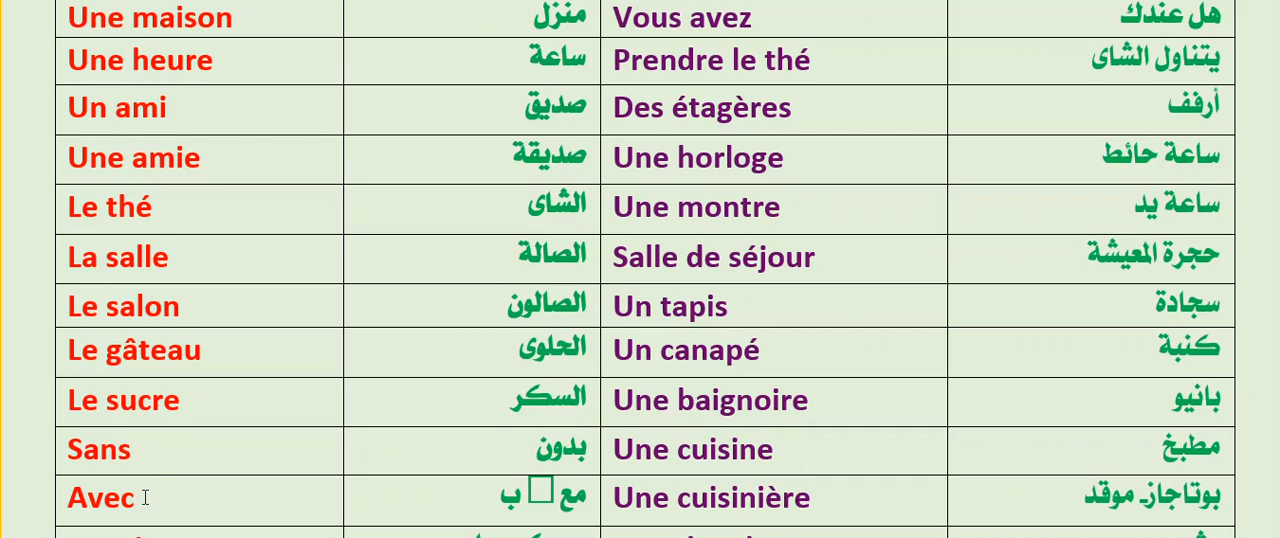 Une maison منزل Vous avez هل عندك
Une heure ساعة Prendre le thé يتناول الشاى
Un ami صديق Des étagères أرفف
Une amie صديقة Une horloge ساعة حائط
Le thé الشاى Une montre ساعة يد
La salle الصالة Salle de séjour حجرة المعيشة
Le salon الصالون Un tapis سجادة
Le gâteau الحلوى Un canapé كنبة
Le sucre السكر Une baignoire بانيو
Sans بدون Une cuisine مطبخ
Avec مع □ ب Une cuisinière بوتاجازـ موقد